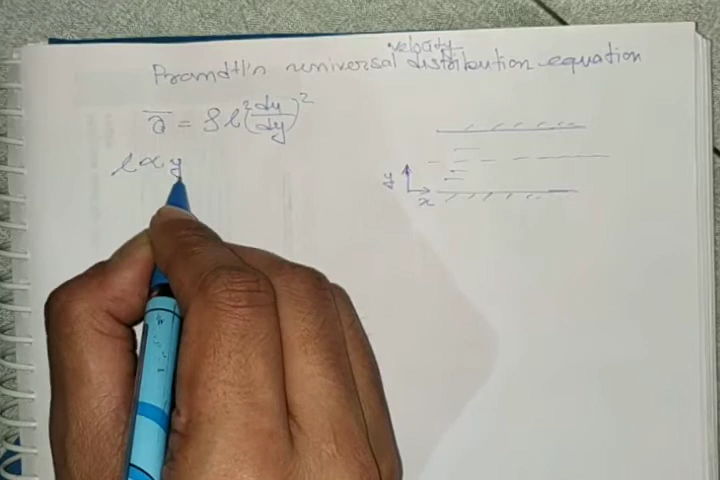 Prandtl's universal velocity distribution equation
τ̄ = ρl²(du/dy)²
l ∝ y
y
x